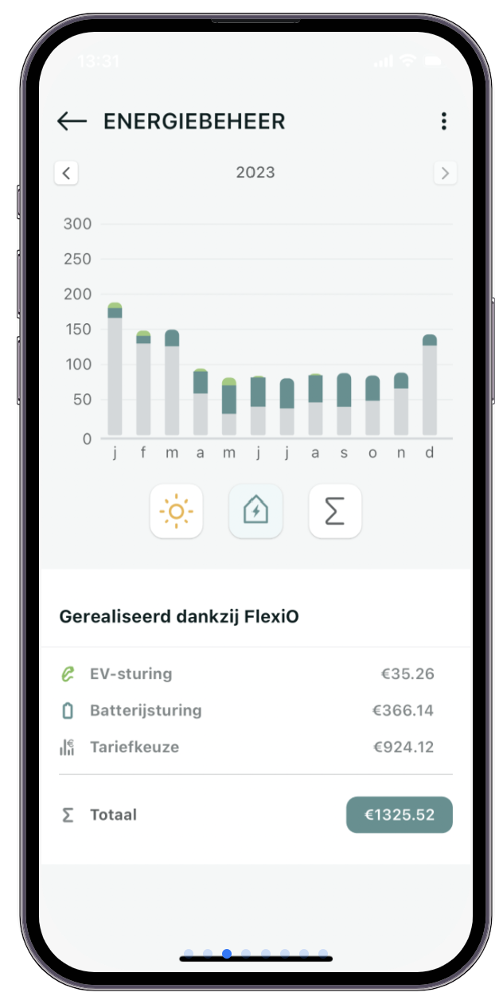 13:31
ENERGIEBEHEER
2023
300
250
200
150
100
50
0
j f m a m j j a s o n d
Gerealiseerd dankzij FlexiO
EV-sturing €35.26
Batterijsturing €366.14
Tariefkeuze €924.12
Σ Totaal €1325.52